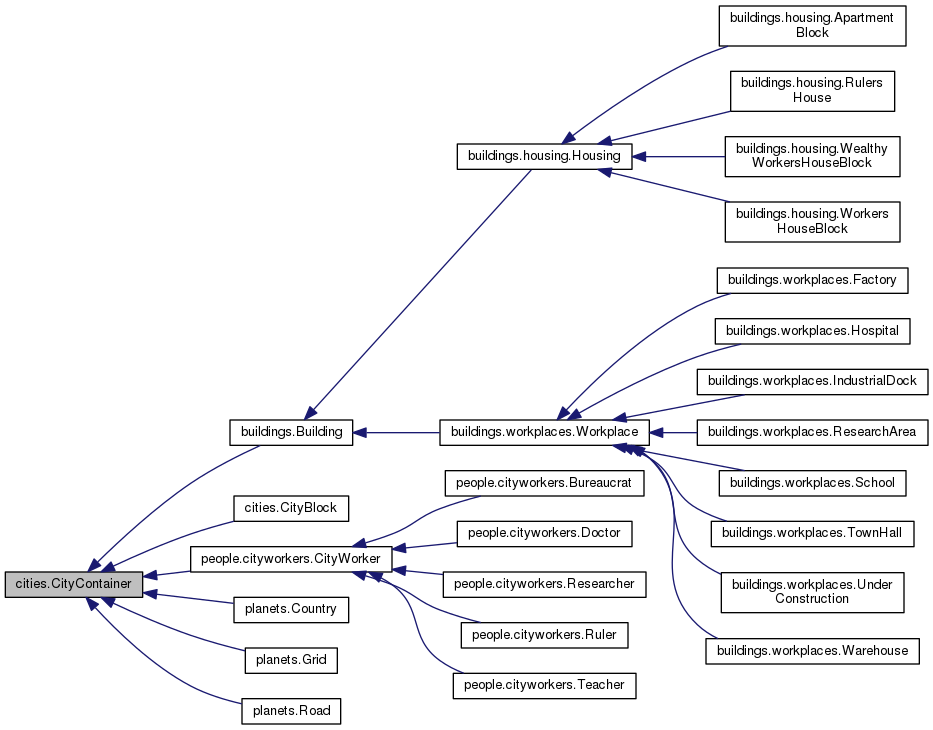 buildings.housing.Apartment
Block
buildings.housing.Rulers
House
buildings.housing.Housing
buildings.housing.Wealthy
WorkersHouseBlock
buildings.housing.Workers
HouseBlock
buildings.workplaces.Factory
buildings.workplaces.Hospital
buildings.workplaces.IndustrialDock
buildings.Building
buildings.workplaces.Workplace
buildings.workplaces.ResearchArea
people.cityworkers.Bureaucrat
buildings.workplaces.School
cities.CityBlock
people.cityworkers.Doctor
buildings.workplaces.TownHall
people.cityworkers.CityWorker
cities.CityContainer
people.cityworkers.Researcher
buildings.workplaces.Under
Construction
planets.Country
people.cityworkers.Ruler
buildings.workplaces.Warehouse
planets.Grid
people.cityworkers.Teacher
planets.Road